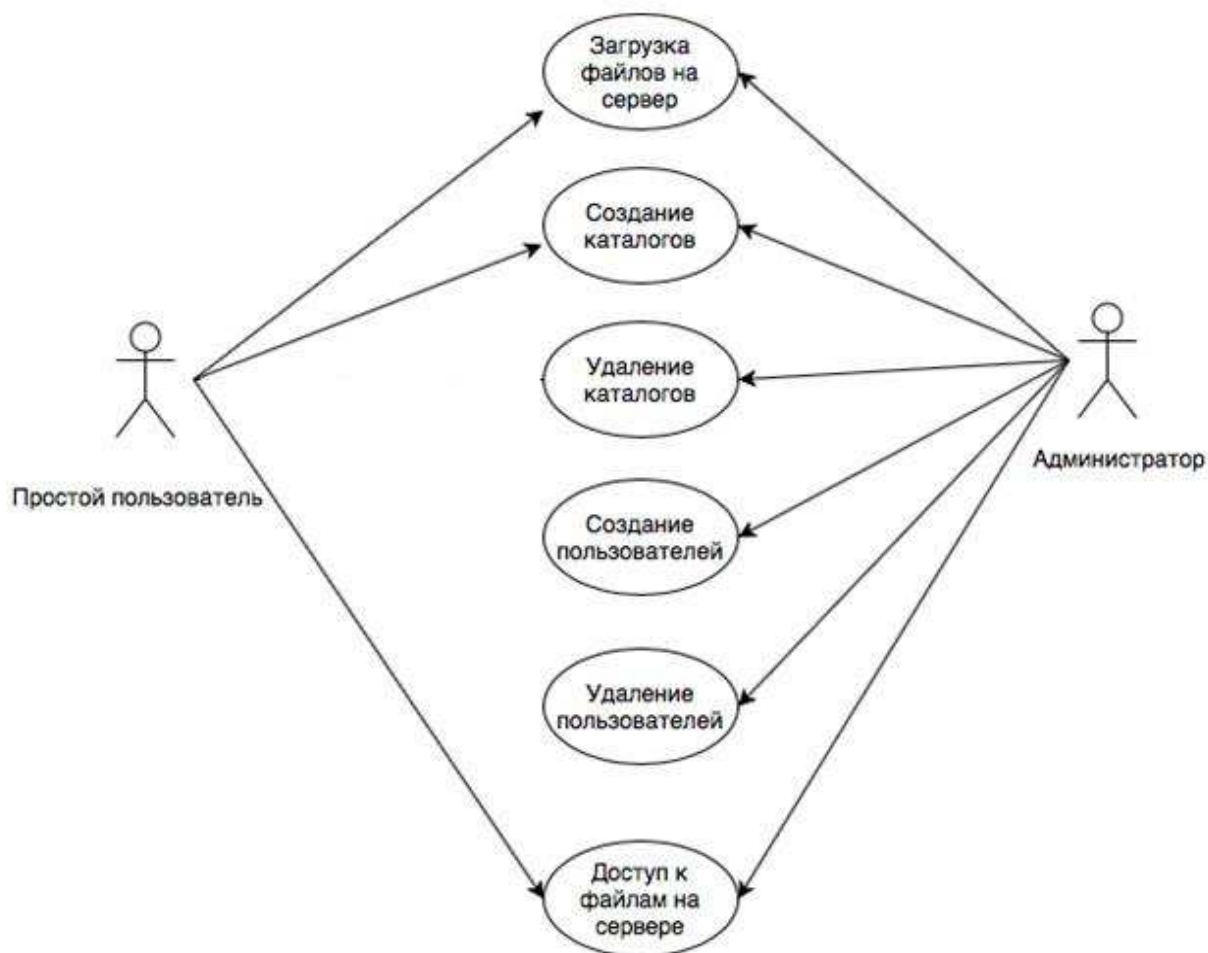 Загрузка
файлов на
сервер
Создание
каталогов
Удаление
каталогов
Администратор
Простой пользователь
Создание
пользователей
Удаление
пользователей
Доступ к
файлам на
сервере